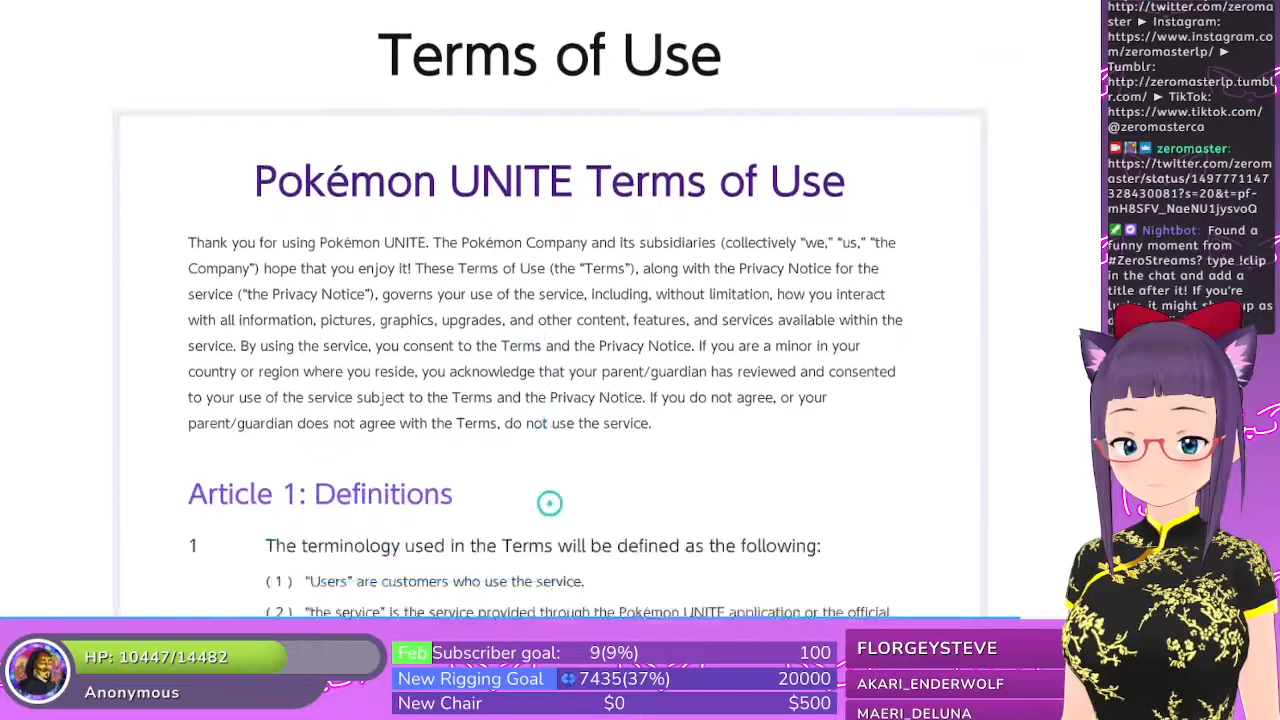 Terms of Use
Pokémon UNITE Terms of Use
Thank you for using Pokémon UNITE. The Pokémon Company and its subsidiaries (collectively “we,” “us,” “the
Company”) hope that you enjoy it! These Terms of Use (the “Terms”), along with the Privacy Notice for the
service (“the Privacy Notice”), governs your use of the service, including, without limitation, how you interact
with all information, pictures, graphics, upgrades, and other content, features, and services available within the
service. By using the service, you consent to the Terms and the Privacy Notice. If you are a minor in your
country or region where you reside, you acknowledge that your parent/guardian has reviewed and consented
to your use of the service subject to the Terms and the Privacy Notice. If you do not agree, or your
parent/guardian does not agree with the Terms, do not use the service.
Article 1: Definitions
1 The terminology used in the Terms will be defined as the following:
(1) “Users” are customers who use the service.
(2) “the service” is the service provided through the Pokémon UNITE application or the official
http://twitter.com/zeroma
ster ► Instagram:
https://www.instagram.co
m/zeromasterlp/ ►
Tumblr:
http://zeromasterlp.tumbl
r.com/ ► TikTok:
https://www.tiktok.com/
@zeromasterca
zeromaster:
https://twitter.com/zerom
aster/status/1497771147
328430081?s=20&t=pf-
mH8SFV_NaeNU1jysvoQ
Nightbot: Found a
funny moment from
#ZeroStreams? type !clip
in the chat and add a
title after it! If you're
it might as
HP: 10447/14482
Anonymous
Feb Subscriber goal: 9(9%) 100
New Rigging Goal 7435(37%) 20000
New Chair $0 $500
FLORGEYSTEVE
AKARI_ENDERWOLF
MAERI_DELUNA